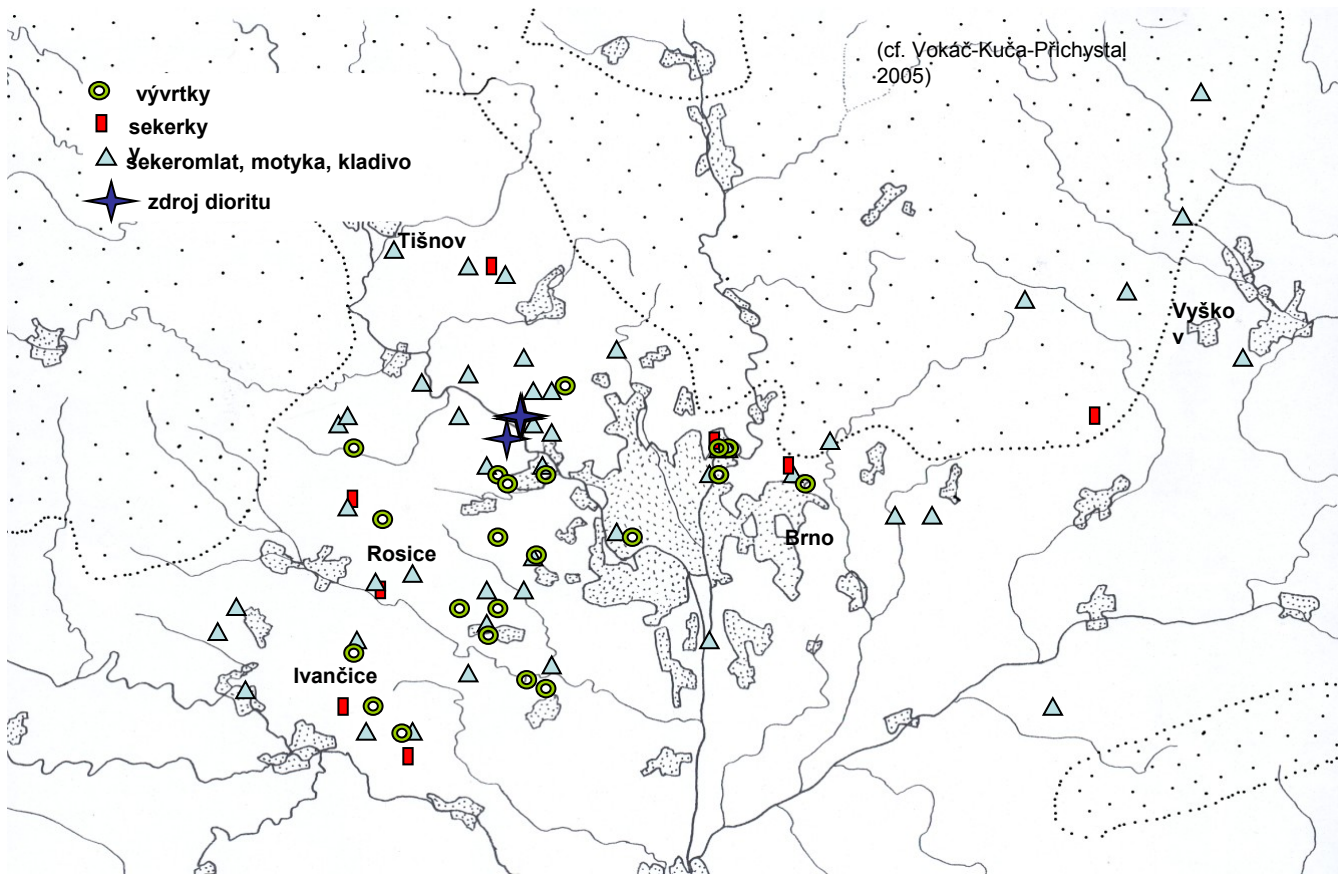 (cf. Vokáč-Kuča-Přichystal
2005)
vývrtky
sekerky
v
sekeromlat, motyka, kladivo
zdroj dioritu
Tišnov
Vyško
v
Brno
Rosice
Ivančice